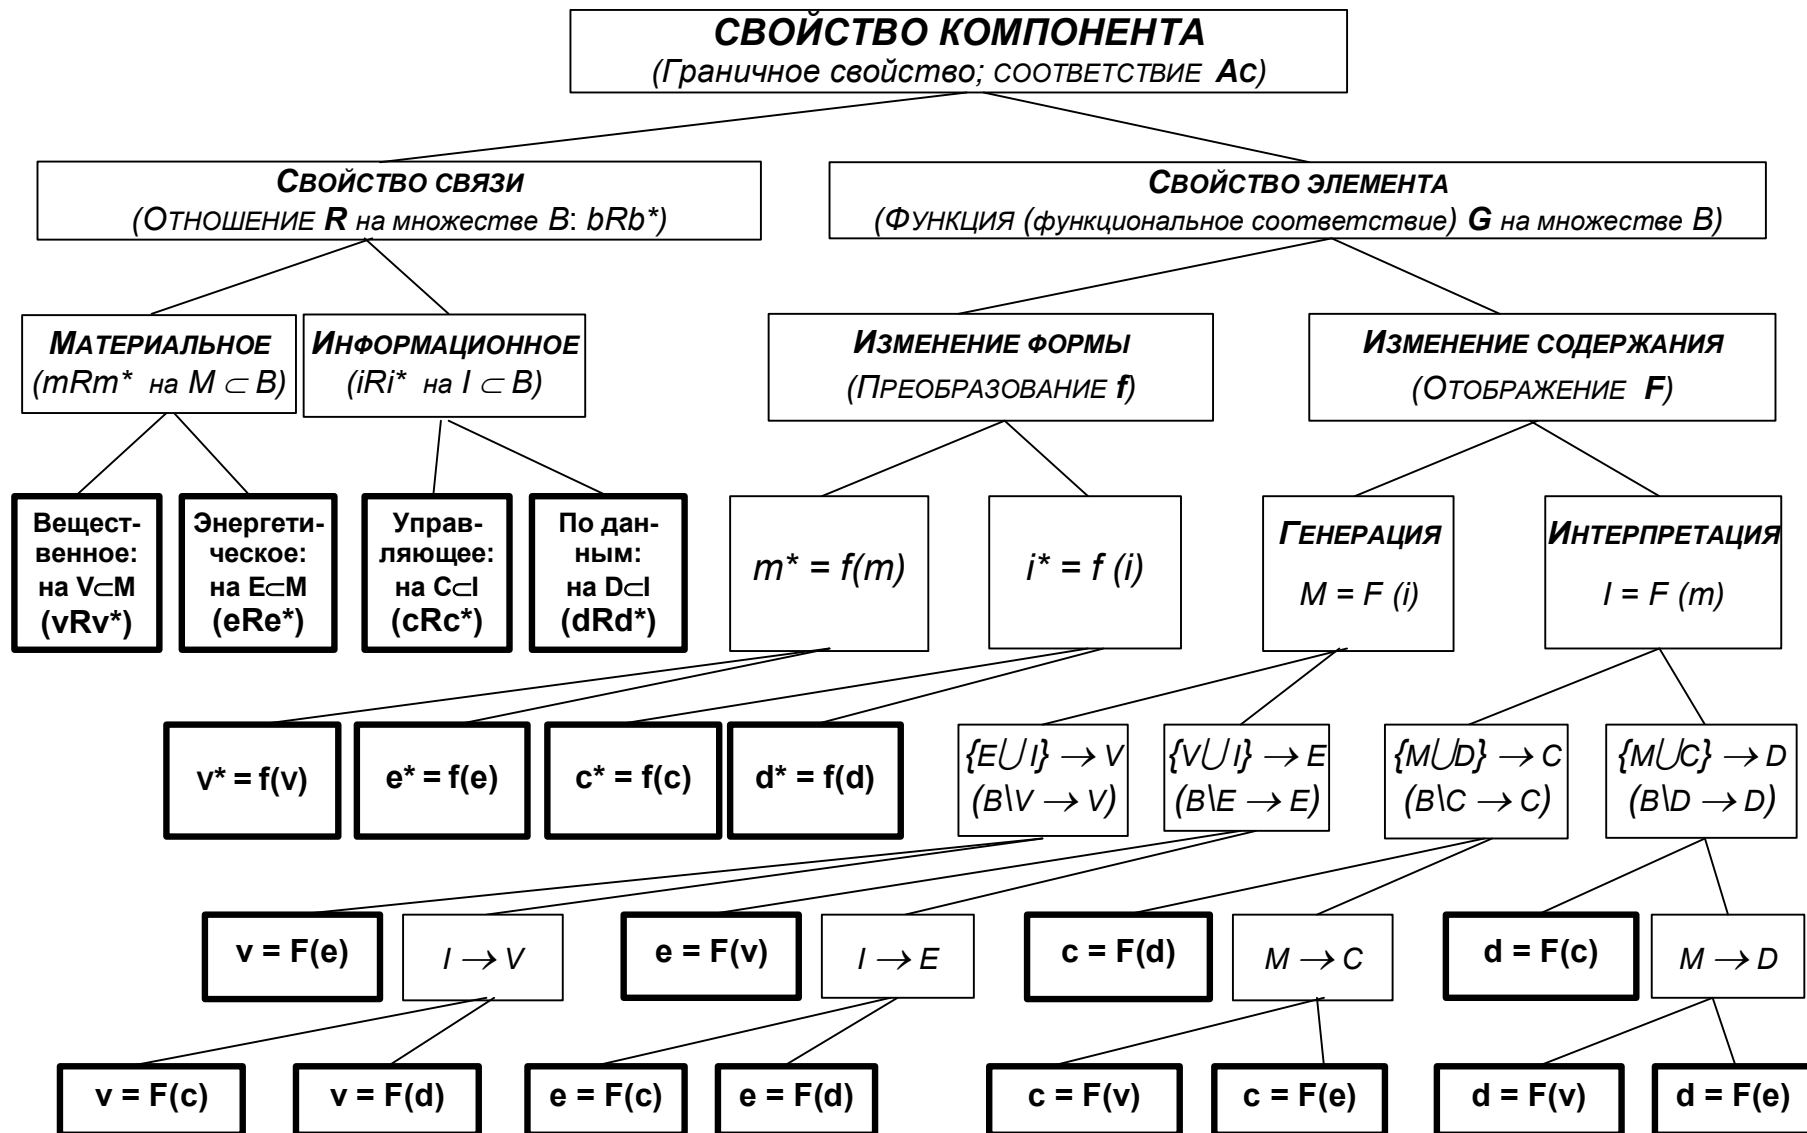 СВОЙСТВО КОМПОНЕНТА
(Граничное свойство; СООТВЕТСТВИЕ Ас)
СВОЙСТВО СВЯЗИ
(ОТНОШЕНИЕ R на множестве B: bRb*)
СВОЙСТВО ЭЛЕМЕНТА
(ФУНКЦИЯ (функциональное соответствие) G на множестве B)
МАТЕРИАЛЬНОЕ
(mRm* на M ⊂ B)
ИНФОРМАЦИОННОЕ
(iRi* на I ⊂ B)
ИЗМЕНЕНИЕ ФОРМЫ
(ПРЕОБРАЗОВАНИЕ f)
ИЗМЕНЕНИЕ СОДЕРЖАНИЯ
(ОТОБРАЖЕНИЕ F)
Вещест-
венное:
на V⊂M
(vRv*)
Энергети-
ческое:
на E⊂M
(eRe*)
Управ-
ляющее:
на C⊂I
(cRc*)
По дан-
ным:
на D⊂I
(dRd*)
m* = f(m)
i* = f (i)
ГЕНЕРАЦИЯ
M = F (i)
ИНТЕРПРЕТАЦИЯ
I = F (m)
v* = f(v)
e* = f(e)
c* = f(c)
d* = f(d)
{E⋃I} → V
(B\V → V)
{V⋃I} → E
(B\E → E)
{M⋃D} → C
(B\C → C)
{M⋃C} → D
(B\D → D)
v = F(e)
I → V
e = F(v)
I → E
c = F(d)
M → C
d = F(c)
M → D
v = F(c)
v = F(d)
e = F(c)
e = F(d)
c = F(v)
c = F(e)
d = F(v)
d = F(e)